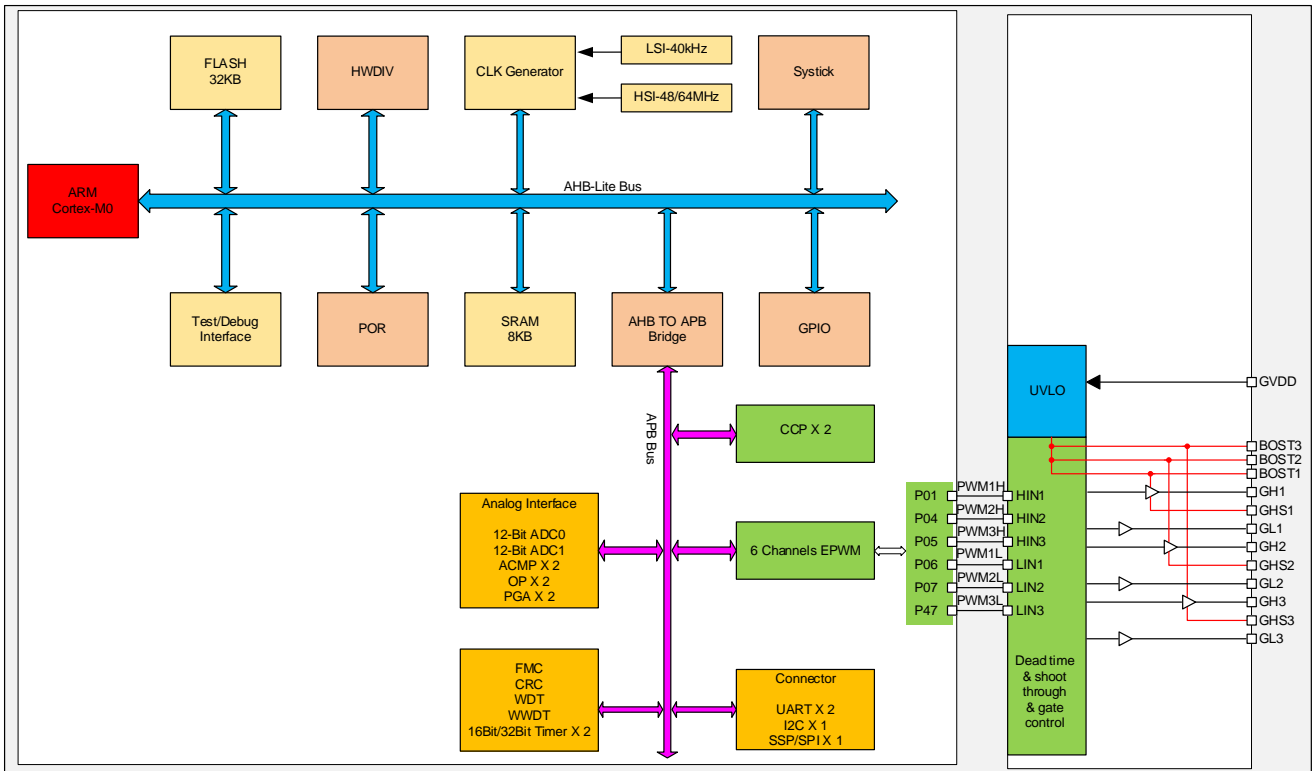 FLASH
32KB
HWDIV
CLK Generator
LSI-40kHz
HSI-48/64MHz
Systick
ARM
Cortex-M0
AHB-Lite Bus
Test/Debug
Interface
POR
SRAM
8KB
AHB TO APB
Bridge
GPIO
APB Bus
CCP X 2
Analog Interface
12-Bit ADC0
12-Bit ADC1
ACMP X 2
OP X 2
PGA X 2
6 Channels EPWM
FMC
CRC
WDT
WWDT
16Bit/32Bit Timer X 2
Connector
UART X 2
I2C X 1
SSP/SPI X 1
P01
P04
P05
P06
P07
P47
PWM1H
PWM2H
PWM3H
PWM1L
PWM2L
PWM3L
UVLO
HIN1
HIN2
HIN3
LIN1
LIN2
LIN3
Dead time
& shoot
through
& gate
control
GVDD
BOST3
BOST2
BOST1
GH1
GHS1
GL1
GH2
GHS2
GL2
GH3
GHS3
GL3